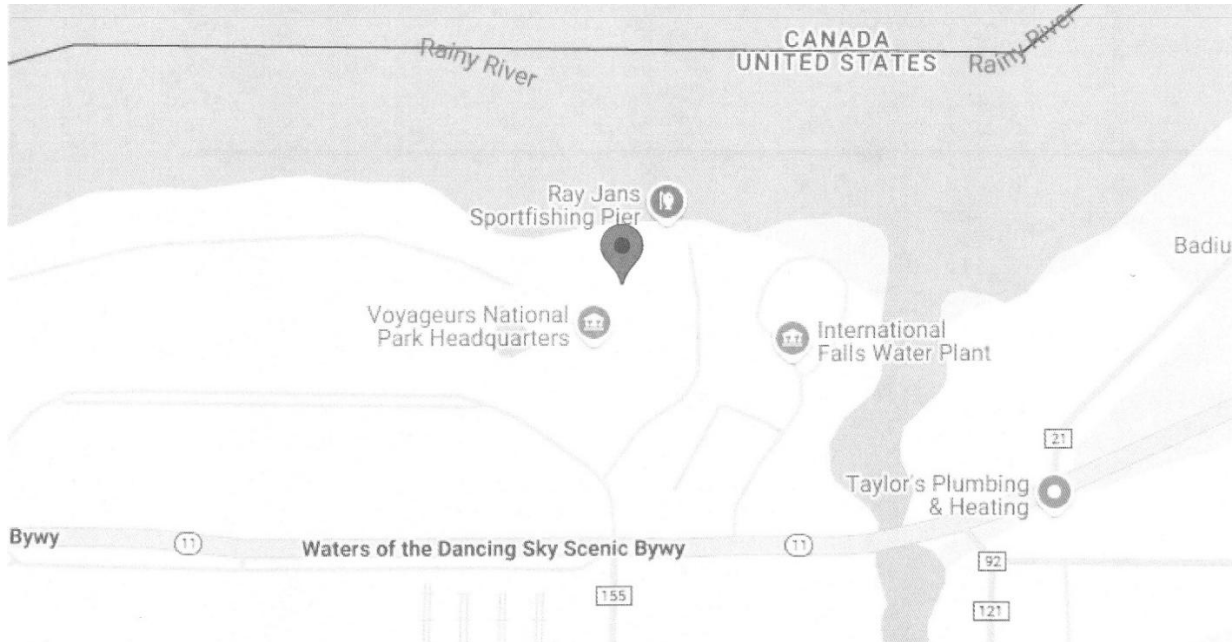 Rainy River
CANADA
UNITED STATES
Rainy River
Ray Jans
Sportfishing Pier
Badiu
Voyageurs National
Park Headquarters
International
Falls Water Plant
21
Taylor's Plumbing
& Heating
Bywy
11
Waters of the Dancing Sky Scenic Bywy
11
92
155
121